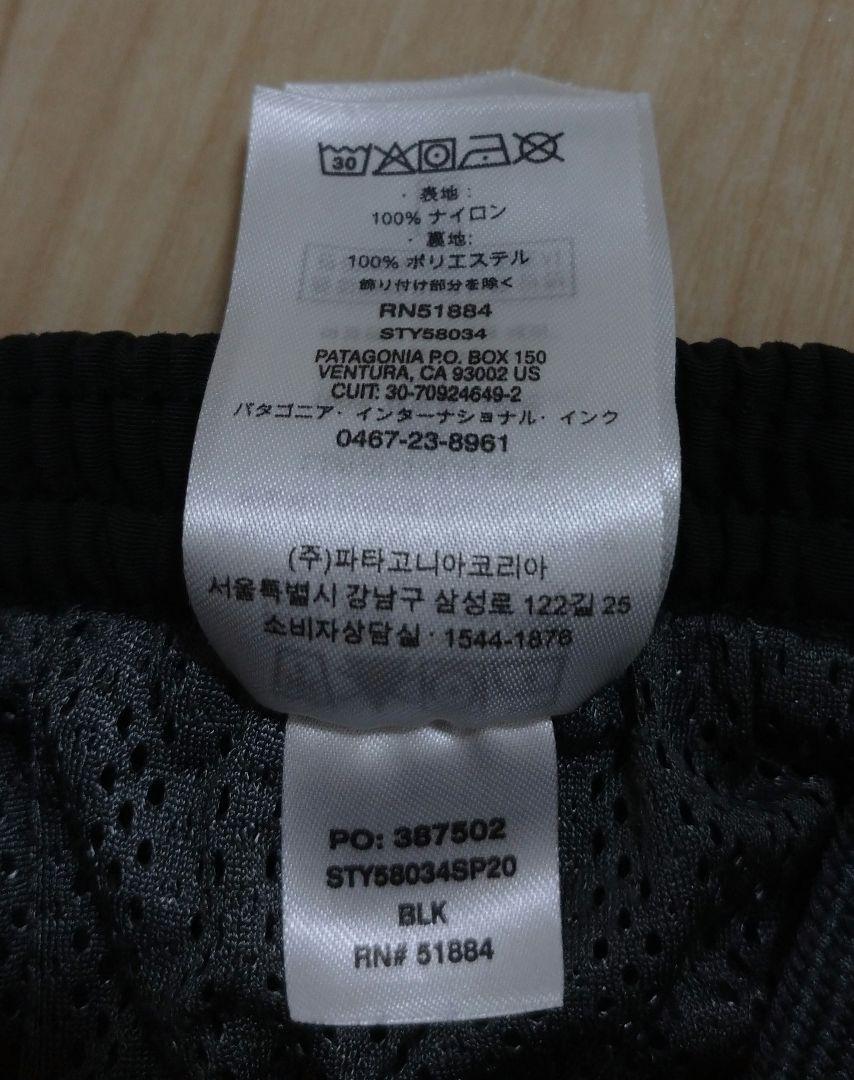 30
・表地：
100% ナイロン
・裏地:
100% ポリエステル
飾り付け部分を除く
RN51884
STY58034
PATAGONIA P.O. BOX 150
VENTURA, CA 93002 US
CUIT: 30-70924649-2
パタゴニア・インターナショナル・インク
0467-23-8961
(주)파타고니아코리아
서울특별시 강남구 삼성로 122길 25
소비자상담실・1544-1876
PO: 387502
STY58034SP20
BLK
RN# 51884